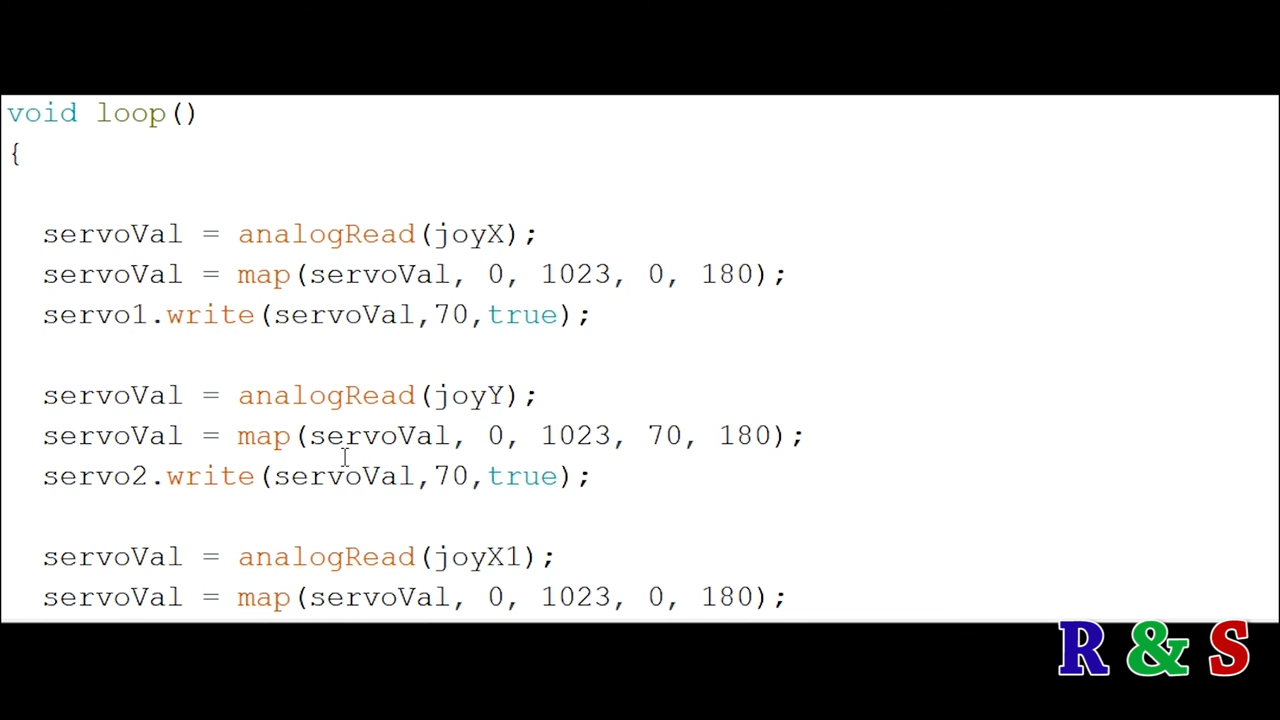 void loop()
{
servoVal = analogRead(joyX);
servoVal = map(servoVal, 0, 1023, 0, 180);
servo1.write(servoVal,70,true);
servoVal = analogRead(joyY);
servoVal = map(servoVal, 0, 1023, 70, 180);
servo2.write(servoVal,70,true);
servoVal = analogRead(joyX1);
servoVal = map(servoVal, 0, 1023, 0, 180);
R & S